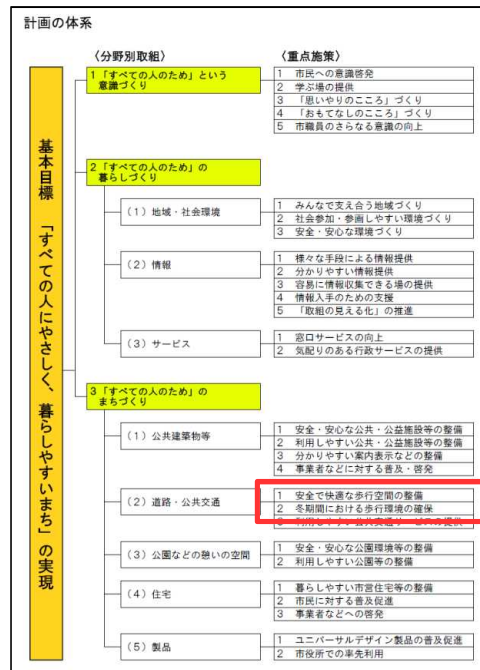 計画の体系
〈分野別取組〉
〈重点施策〉
基本目標 「すべての人にやさしく、暮らしやすいまち」の実現
1「すべての人のため」という
意識づくり
1 市民への意識啓発
2 学ぶ場の提供
3 「思いやりのこころ」づくり
4 「おもてなしのこころ」づくり
5 市職員のさらなる意識の向上
2「すべての人のため」の
暮らしづくり
(1)地域・社会環境
1 みんなで支え合う地域づくり
2 社会参加・参画しやすい環境づくり
3 安全・安心な環境づくり
(2)情報
1 様々な手段による情報提供
2 分かりやすい情報提供
3 容易に情報収集できる場の提供
4 情報入手のための支援
5 「取組の見える化」の推進
(3)サービス
1 窓口サービスの向上
2 気配りのある行政サービスの提供
3「すべての人のため」の
まちづくり
(1)公共建築物等
1 安全・安心な公共・公益施設等の整備
2 利用しやすい公共・公益施設等の整備
3 分かりやすい案内表示などの整備
4 事業者などに対する普及・啓発
(2)道路・公共交通
1 安全で快適な歩行空間の整備
2 冬期間における歩行環境の確保
3 利用しやすい公共交通サービスの提供
(3)公園などの憩いの空間
1 安全・安心な公園環境等の整備
2 利用しやすい公園等の整備
(4)住宅
1 暮らしやすい市営住宅等の整備
2 市民に対する普及促進
3 事業者などへの啓発
(5)製品
1 ユニバーサルデザイン製品の普及促進
2 市役所での率先利用